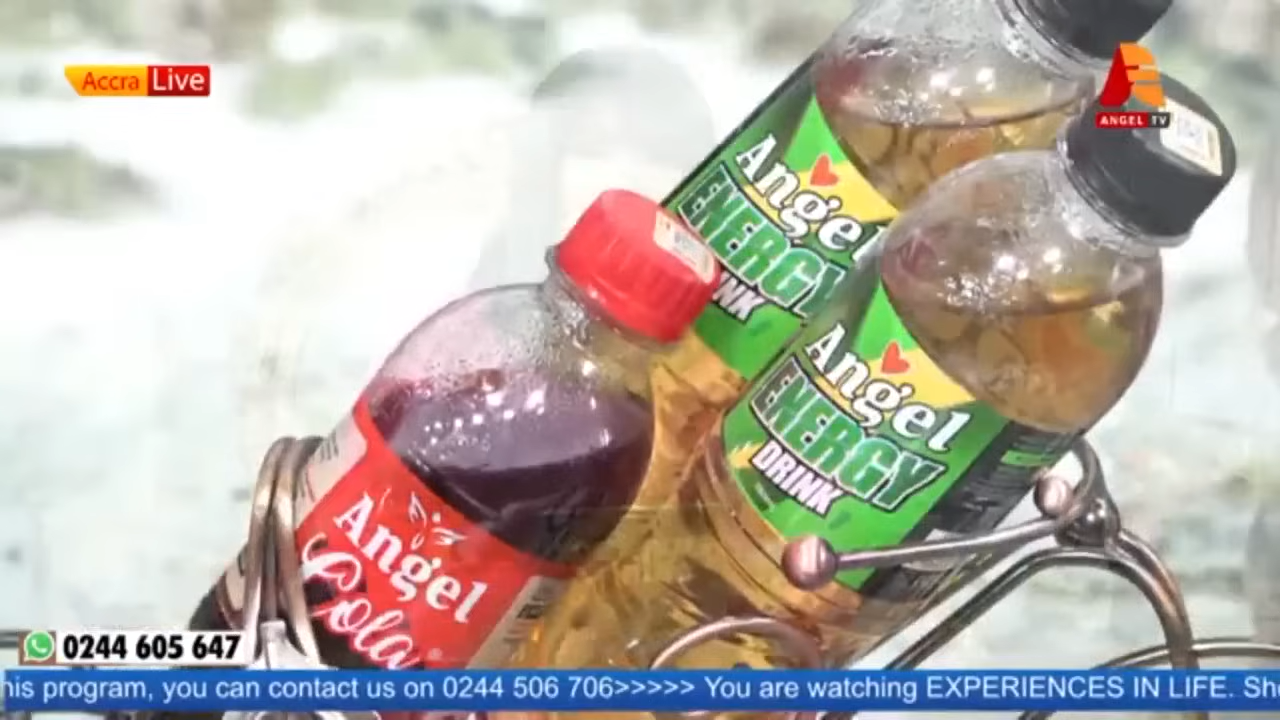 Accra Live
ANGEL TV
Angel
ENERGY
Angel
ENERGY
DRINK
Angel
Cola
0244 605 647
his program, you can contact us on 0244 506 706>>>>> You are watching EXPERIENCES IN LIFE. Sh